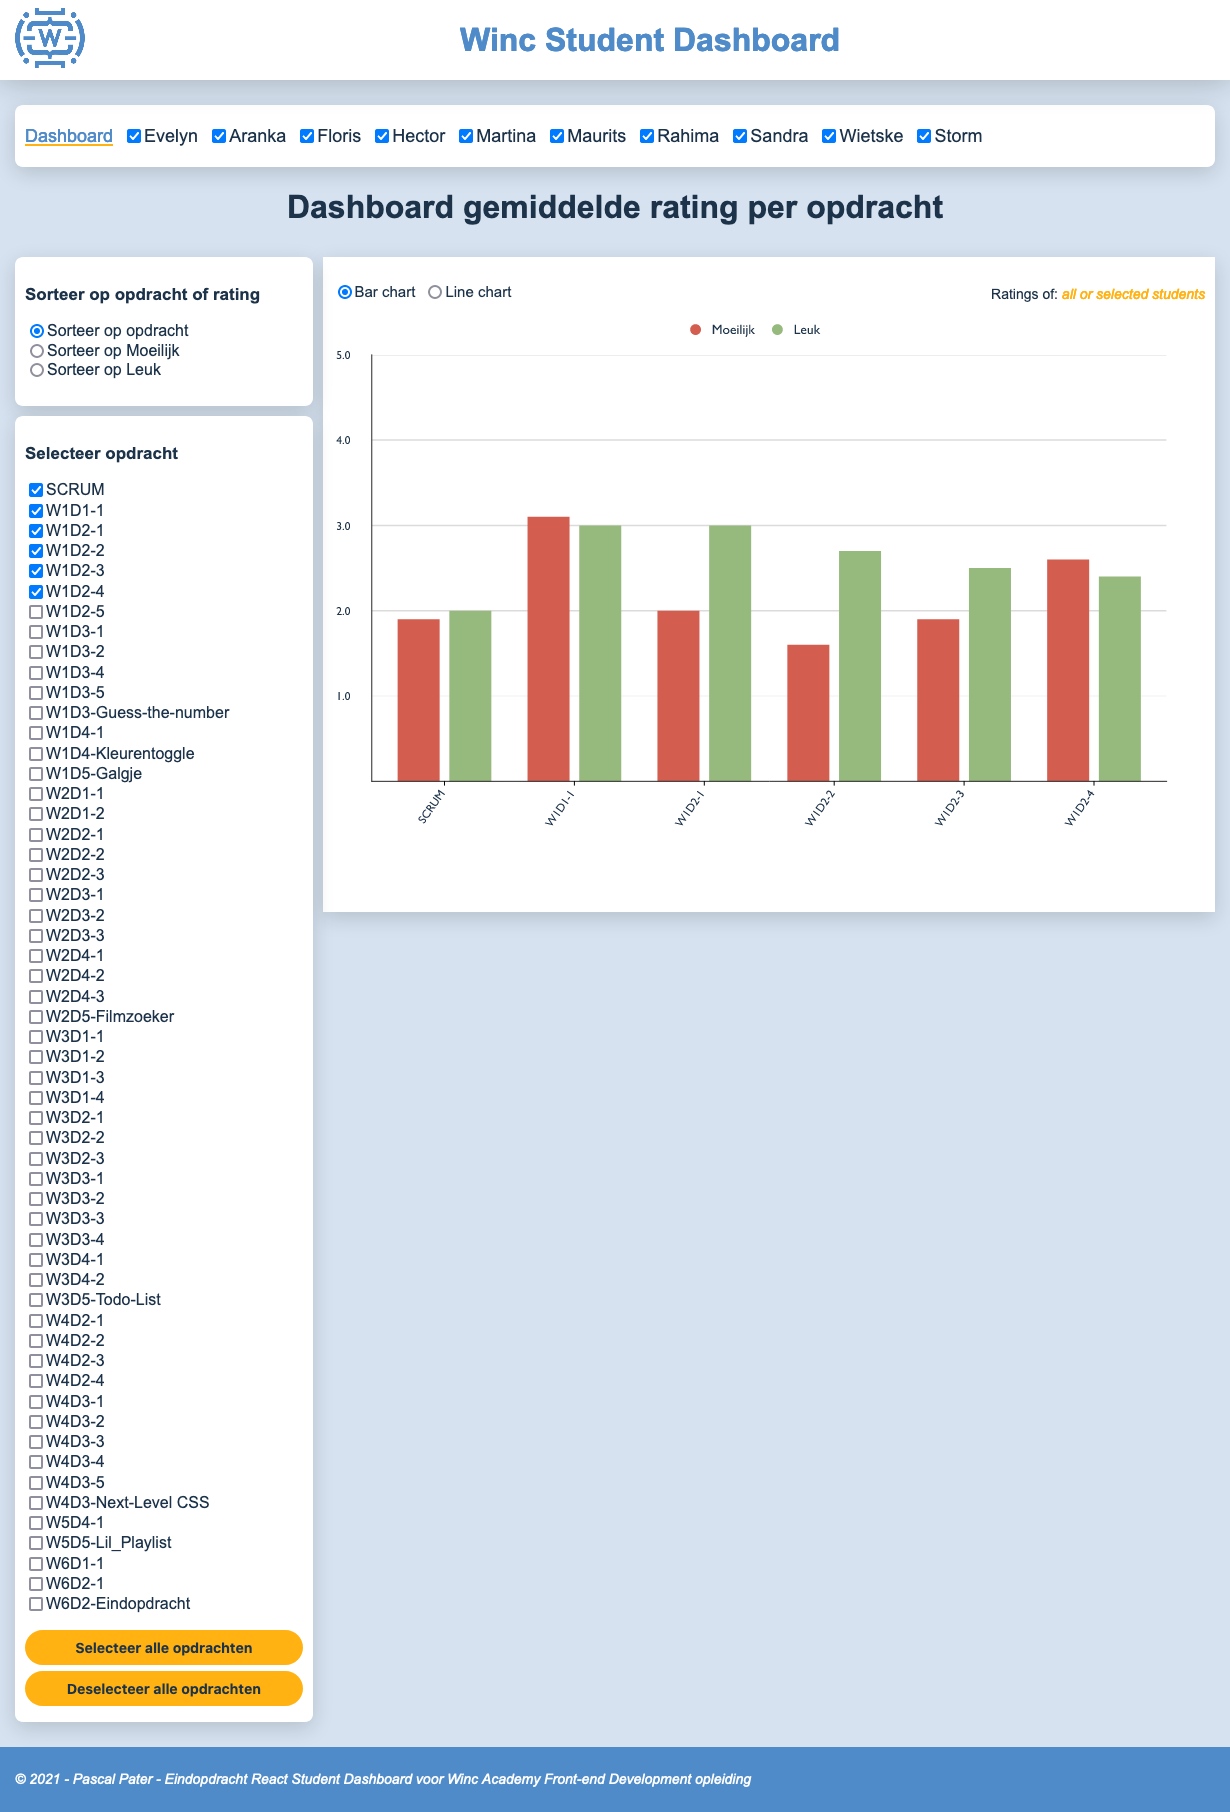 W
Winc Student Dashboard
Dashboard Evelyn Aranka Floris Hector Martina Maurits Rahima Sandra Wietske Storm
Dashboard gemiddelde rating per opdracht
Sorteer op opdracht of rating
Sorteer op opdracht
Sorteer op Moeilijk
Sorteer op Leuk
Selecteer opdracht
SCRUM
W1D1-1
W1D2-1
W1D2-2
W1D2-3
W1D2-4
W1D2-5
W1D3-1
W1D3-2
W1D3-4
W1D3-5
W1D3-Guess-the-number
W1D4-1
W1D4-Kleurentoggle
W1D5-Galgje
W2D1-1
W2D1-2
W2D2-1
W2D2-2
W2D2-3
W2D3-1
W2D3-2
W2D3-3
W2D4-1
W2D4-2
W2D4-3
W2D5-Filmzoeker
W3D1-1
W3D1-2
W3D1-3
W3D1-4
W3D2-1
W3D2-2
W3D2-3
W3D3-1
W3D3-2
W3D3-3
W3D3-4
W3D4-1
W3D4-2
W3D5-Todo-List
W4D2-1
W4D2-2
W4D2-3
W4D2-4
W4D3-1
W4D3-2
W4D3-3
W4D3-4
W4D3-5
W4D3-Next-Level CSS
W5D4-1
W5D5-Lil_Playlist
W6D1-1
W6D2-1
W6D2-Eindopdracht
Selecteer alle opdrachten
Deselecteer alle opdrachten
Bar chart Line chart
Ratings of: all or selected students
Moeilijk Leuk
5.0
4.0
3.0
2.0
1.0
SCRUM
W1D1-1
W1D2-1
W1D2-2
W1D2-3
W1D2-4
© 2021 - Pascal Pater - Eindopdracht React Student Dashboard voor Winc Academy Front-end Development opleiding